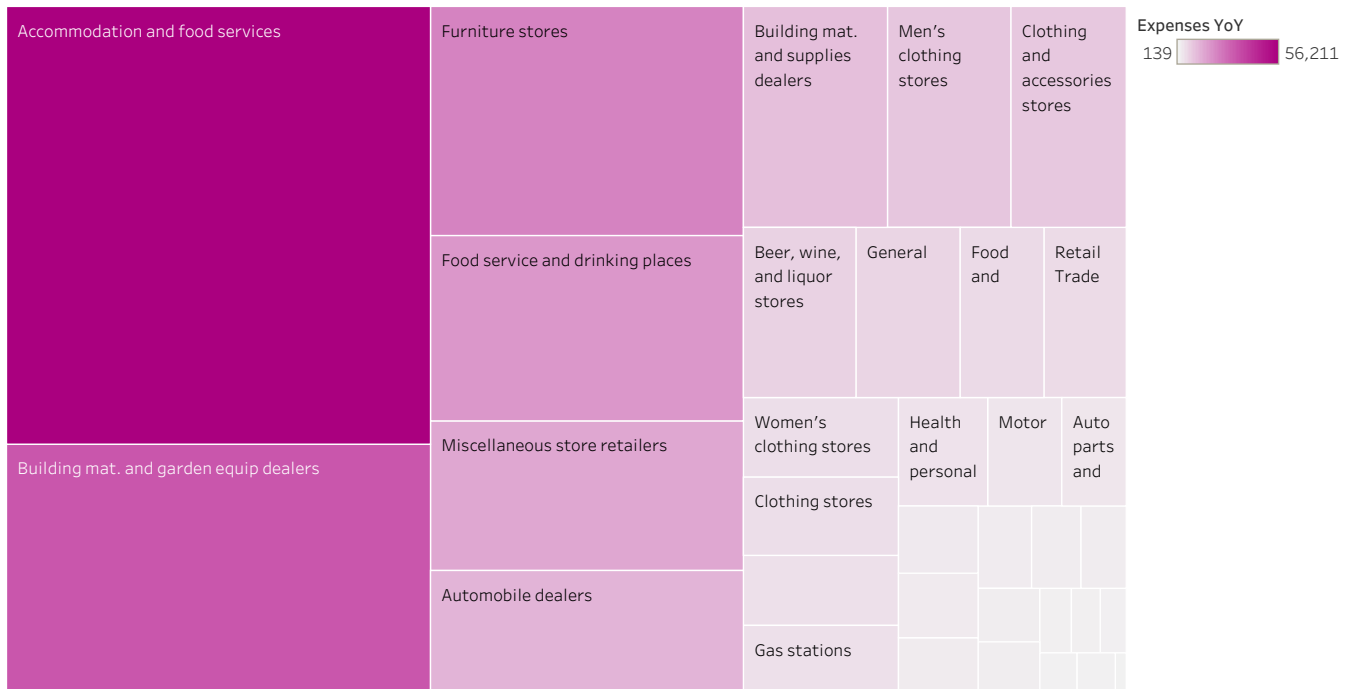 Accommodation and food services
Building mat. and garden equip dealers
Furniture stores
Food service and drinking places
Miscellaneous store retailers
Automobile dealers
Building mat.
and supplies
dealers
Men's
clothing
stores
Clothing
and
accessories
stores
Beer, wine,
and liquor
stores
General
Food
and
Retail
Trade
Women's
clothing stores
Clothing stores
Gas stations
Health
and
personal
Motor
Auto
parts
and
Expenses YoY
139
56,211